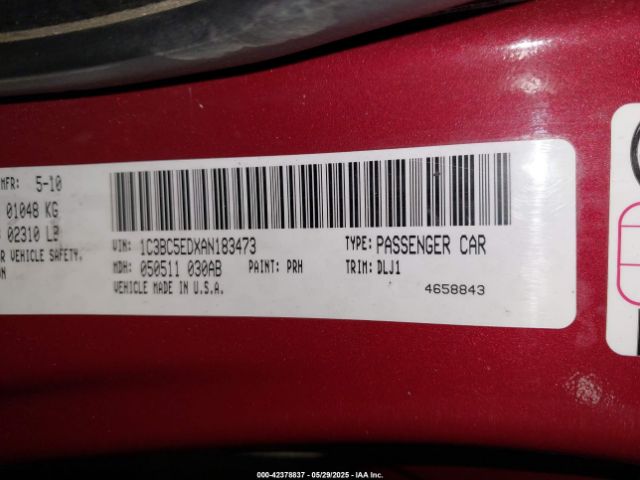 MFR: 5-10
01048 KG
02310 LB
R VEHICLE SAFETY,
ION
VIN: 1C3BC5EDXAN183473
TYPE: PASSENGER CAR
MDH: 050511 030AB
PAINT: PRH
TRIM: DLJ1
VEHICLE MADE IN U.S.A.
4658843
000-42378837 - 05/29/2025 - IAA Inc.